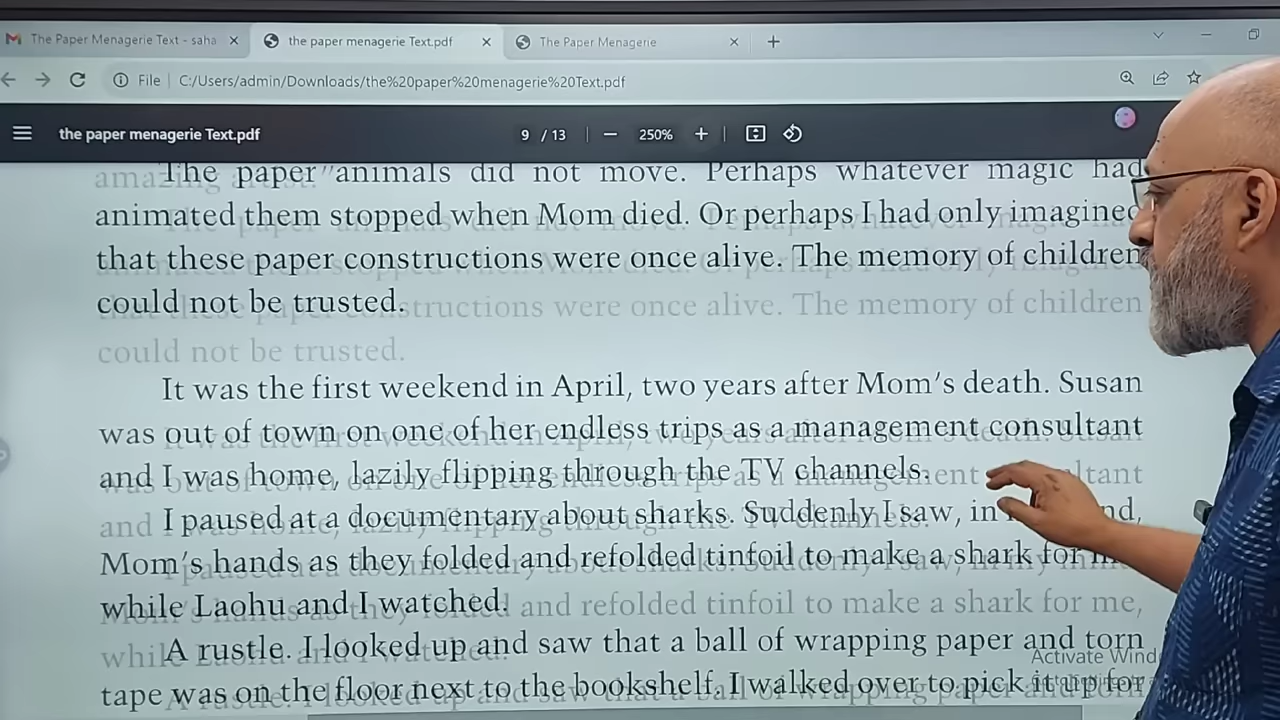 The Paper Menagerie Text - saha
the paper menagerie Text.pdf
The Paper Menagerie
File C:/Users/admin/Downloads/the%20paper%20menagerie%20Text.pdf
the paper menagerie Text.pdf
9 / 13
250%
The paper animals did not move. Perhaps whatever magic had
animated them stopped when Mom died. Or perhaps I had only imagined
that these paper constructions were once alive. The memory of children
could not be trusted.
It was the first weekend in April, two years after Mom's death. Susan
was out of town on one of her endless trips as a management consultant
and I was home, lazily flipping through the TV channels.
I paused at a documentary about sharks. Suddenly I saw, in
Mom's hands as they folded and refolded tinfoil to make a shark for
while Laohu and I watched.
A rustle. I looked up and saw that a ball of wrapping paper and torn
tape was on the floor next to the bookshelf. I walked over to pick it up for
Activate Wind